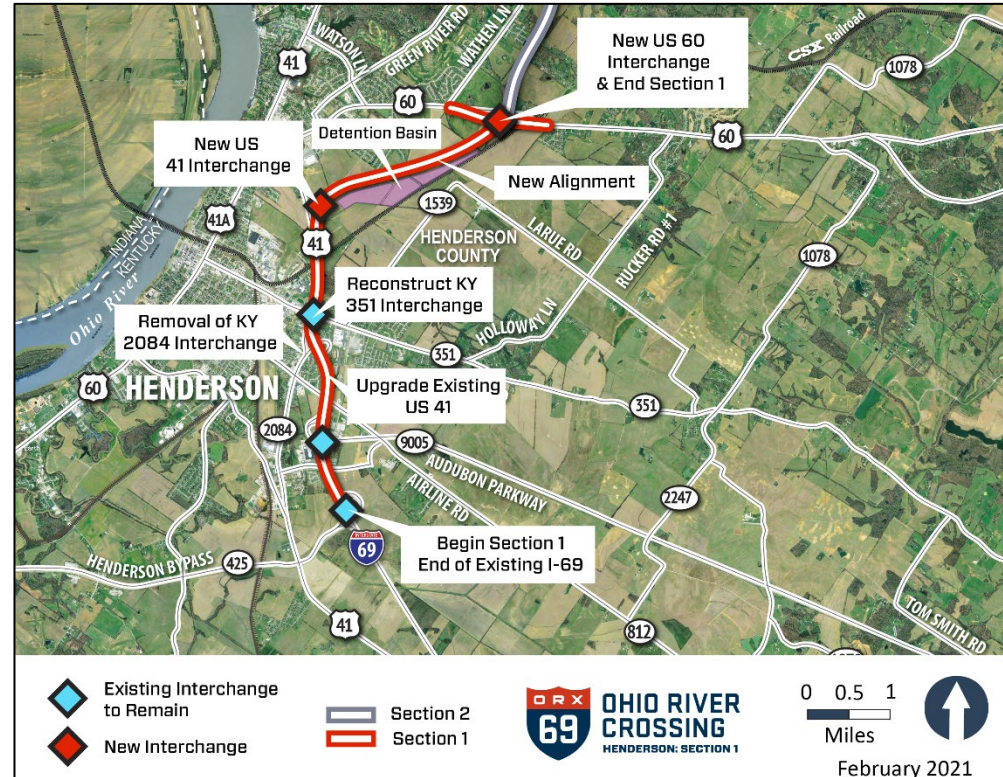 41
WATSON LN
GREEN RIVER RD
WATHEN LN
New US 60
Interchange
& End Section 1
CSX Railroad
1078
60
60
New US
41 Interchange
Detention Basin
New Alignment
41A
41
1539
HENDERSON
COUNTY
LARUE RD
RUCKER RD #1
1078
INDIANA
KENTUCKY
Ohio River
Reconstruct KY
351 Interchange
Removal of KY
2084 Interchange
HOLLOWAY LN
351
351
60
HENDERSON
Upgrade Existing
US 41
2084
9005
AUDUBON PARKWAY
AIRLINE RD
2247
Begin Section 1
End of Existing I-69
INTERSTATE
69
HENDERSON BYPASS
425
41
812
TOM SMITH RD
Existing Interchange
to Remain
New Interchange
Section 2
Section 1
ORX
69
OHIO RIVER
CROSSING
HENDERSON: SECTION 1
0 0.5 1
Miles
February 2021